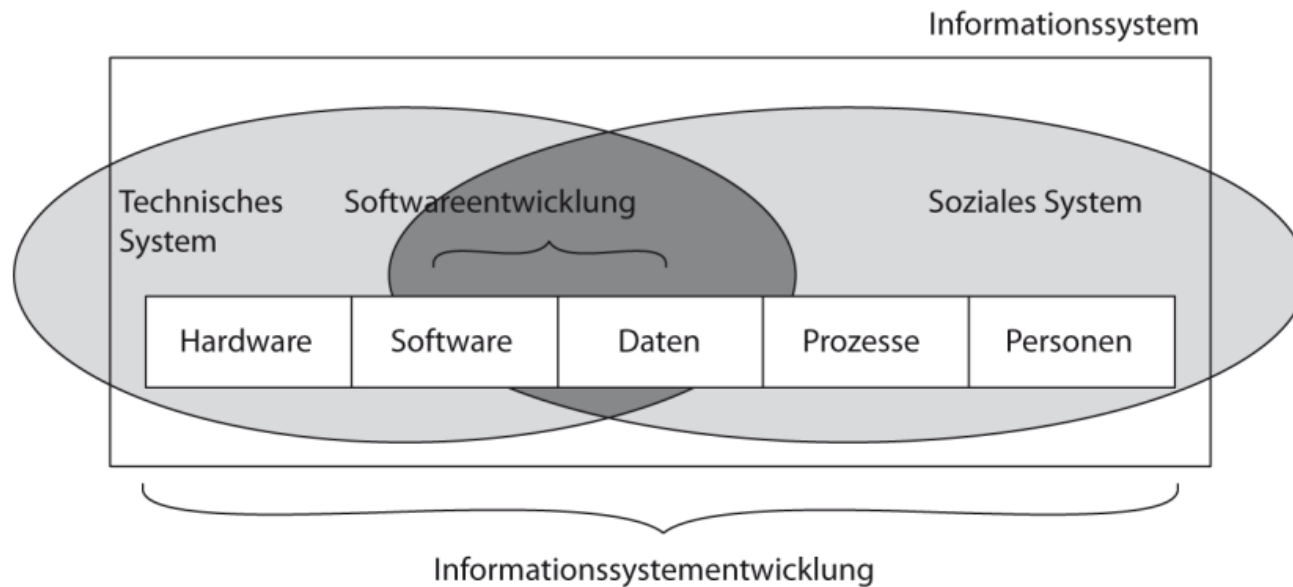 Informationssystem
Technisches System
Softwareentwicklung
Soziales System
Hardware
Software
Daten
Prozesse
Personen
Informationssystementwicklung